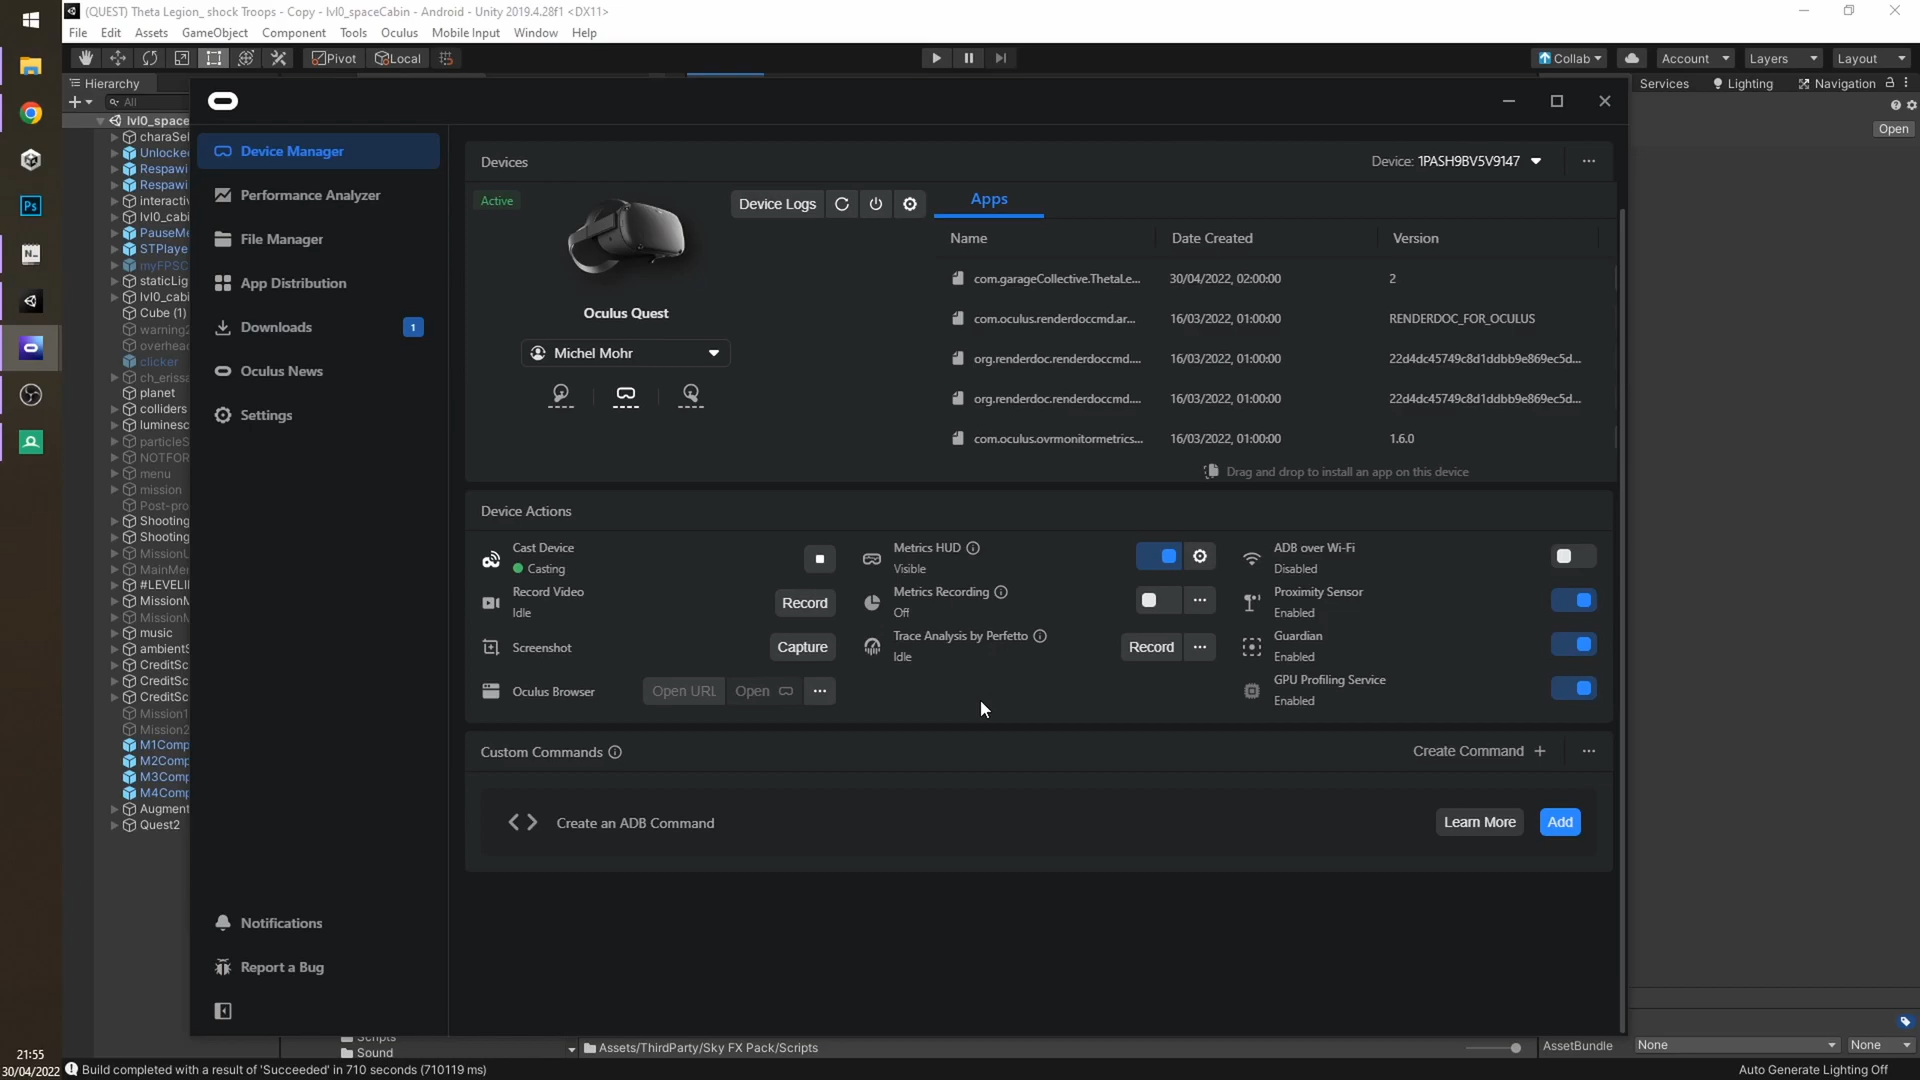 (QUEST) Theta Legion_ shock Troops - Copy - lvl0_spaceCabin - Android - Unity 2019.4.28f1 <DX11>
File Edit Assets GameObject Component Tools Oculus Mobile Input Window Help
Pivot Local Collab Account Layers Layout
Hierarchy Services Lighting Navigation
All
Open
lvl0_space
charaSel
Unlocke
Respawi
Respawi
interactiv
lvl0_cabi
PauseMe
STPlaye
myFPSC
staticLig
lvl0_cabi
Cube (1)
warning2
overhea
clicker
ch_erissa
planet
colliders
luminesc
particleS
NOTFOR
menu
mission
Post-pro
Shooting
Shooting
MissionL
MainMe
#LEVELI
MissionM
MissionM
music
ambientS
CreditSc
CreditSc
CreditSc
Mission1
Mission2
M1Comp
M2Comp
M3Comp
M4Comp
Augment
Quest2
Device Manager
Performance Analyzer
File Manager
App Distribution
Downloads 1
Oculus News
Settings
Notifications
Report a Bug
Devices
Device: 1PASH9BV5V9147
Active
Device Logs
Oculus Quest
Michel Mohr
Apps
Name Date Created Version
com.garageCollective.ThetaLe... 30/04/2022, 02:00:00 2
com.oculus.renderdoccmd.ar... 16/03/2022, 01:00:00 RENDERDOC_FOR_OCULUS
org.renderdoc.renderdoccmd.... 16/03/2022, 01:00:00 22d4dc45749c8d1ddbb9e869ec5d...
org.renderdoc.renderdoccmd.... 16/03/2022, 01:00:00 22d4dc45749c8d1ddbb9e869ec5d...
com.oculus.ovrmonitormetrics... 16/03/2022, 01:00:00 1.6.0
Drag and drop to install an app on this device
Device Actions
Cast Device
Casting
Record Video
Idle
Record
Screenshot
Capture
Oculus Browser
Open URL Open
Metrics HUD
Visible
Metrics Recording
Off
Trace Analysis by Perfetto
Idle
Record
ADB over Wi-Fi
Disabled
Proximity Sensor
Enabled
Guardian
Enabled
GPU Profiling Service
Enabled
Custom Commands
Create Command +
Create an ADB Command
Learn More Add
Scripts
Sound
Assets/ThirdParty/Sky FX Pack/Scripts
AssetBundle None None
21:55
30/04/2022
Build completed with a result of 'Succeeded' in 710 seconds (710119 ms)
Auto Generate Lighting Off